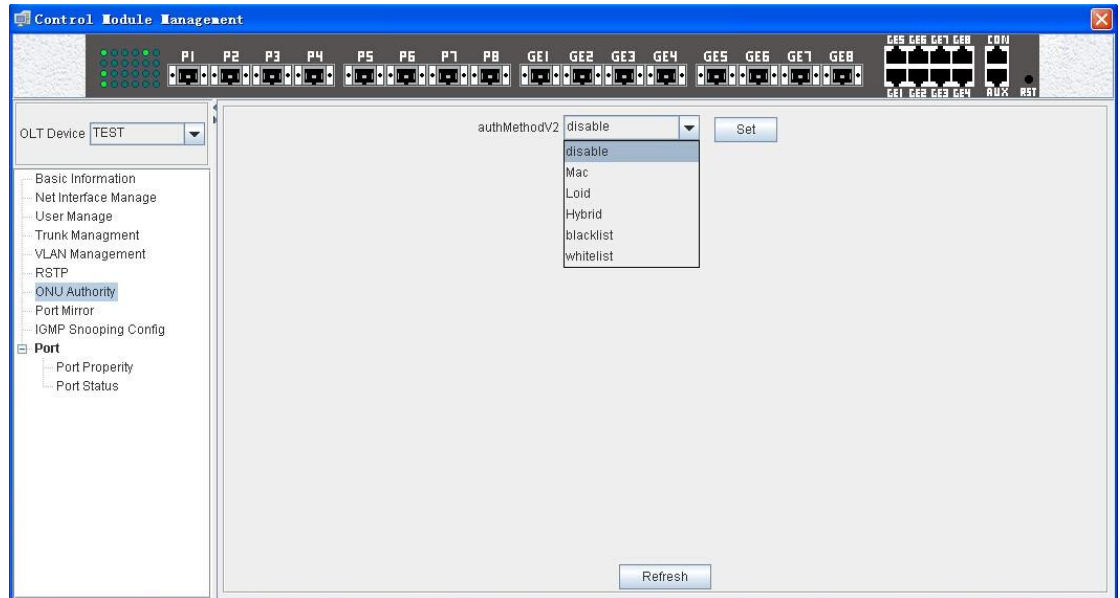 Control Module Management
GE5 GE6 GE7 GE8 CON
P1 P2 P3 P4 P5 P6 P7 P8 GE1 GE2 GE3 GE4 GE5 GE6 GE7 GE8
GE1 GE2 GE3 GE4 AUX RST
OLT Device TEST
authMethodV2 disable Set
disable
Mac
Loid
Hybrid
blacklist
whitelist
Basic Information
Net Interface Manage
User Manage
Trunk Managment
VLAN Management
RSTP
ONU Authority
Port Mirror
IGMP Snooping Config
Port
Port Properity
Port Status
Refresh